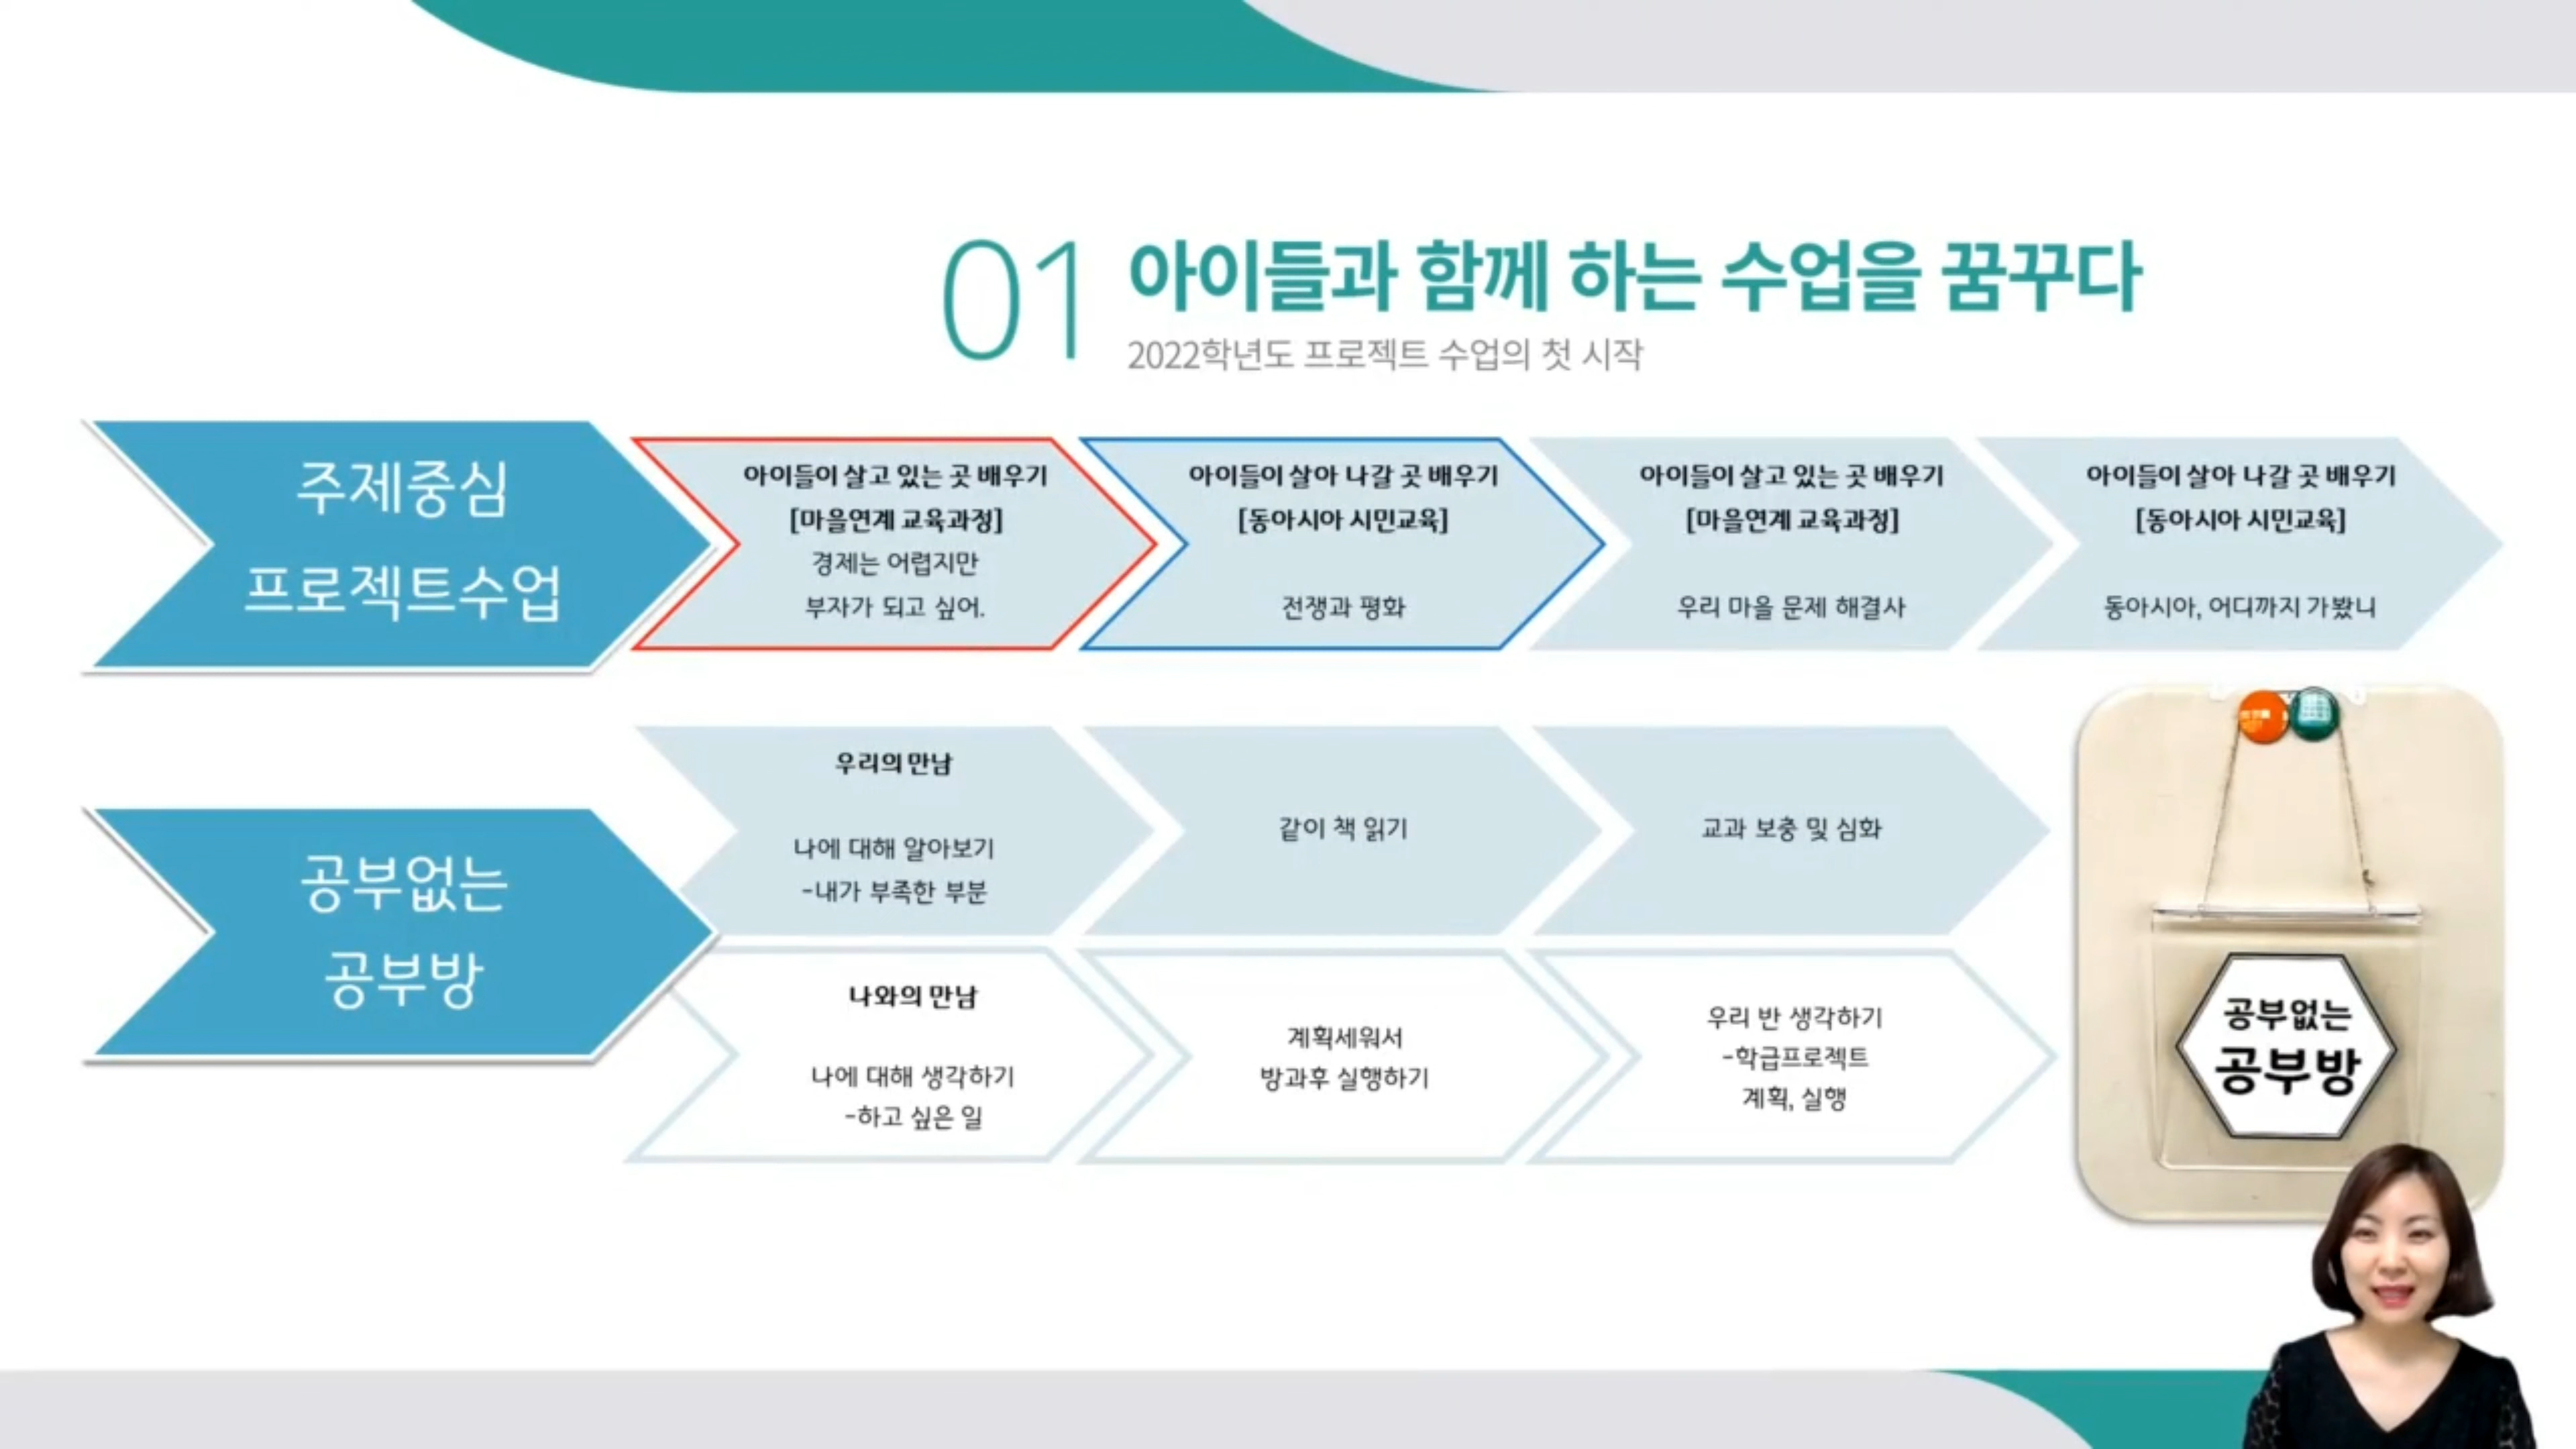 01 아이들과 함께 하는 수업을 꿈꾸다
2022학년도 프로젝트 수업의 첫 시작
주제중심
프로젝트수업
아이들이 살고 있는 곳 배우기
[마을연계 교육과정]
경제는 어렵지만
부자가 되고 싶어.
아이들이 살아 나갈 곳 배우기
[동아시아 시민교육]
전쟁과 평화
아이들이 살고 있는 곳 배우기
[마을연계 교육과정]
우리 마을 문제 해결사
아이들이 살아 나갈 곳 배우기
[동아시아 시민교육]
동아시아, 어디까지 가봤니
공부없는
공부방
우리의 만남
나에 대해 알아보기
-내가 부족한 부분
같이 책 읽기
교과 보충 및 심화
나와의 만남
나에 대해 생각하기
-하고 싶은 일
계획세워서
방과후 실행하기
우리 반 생각하기
-학급프로젝트
계획, 실행
공부없는
공부방